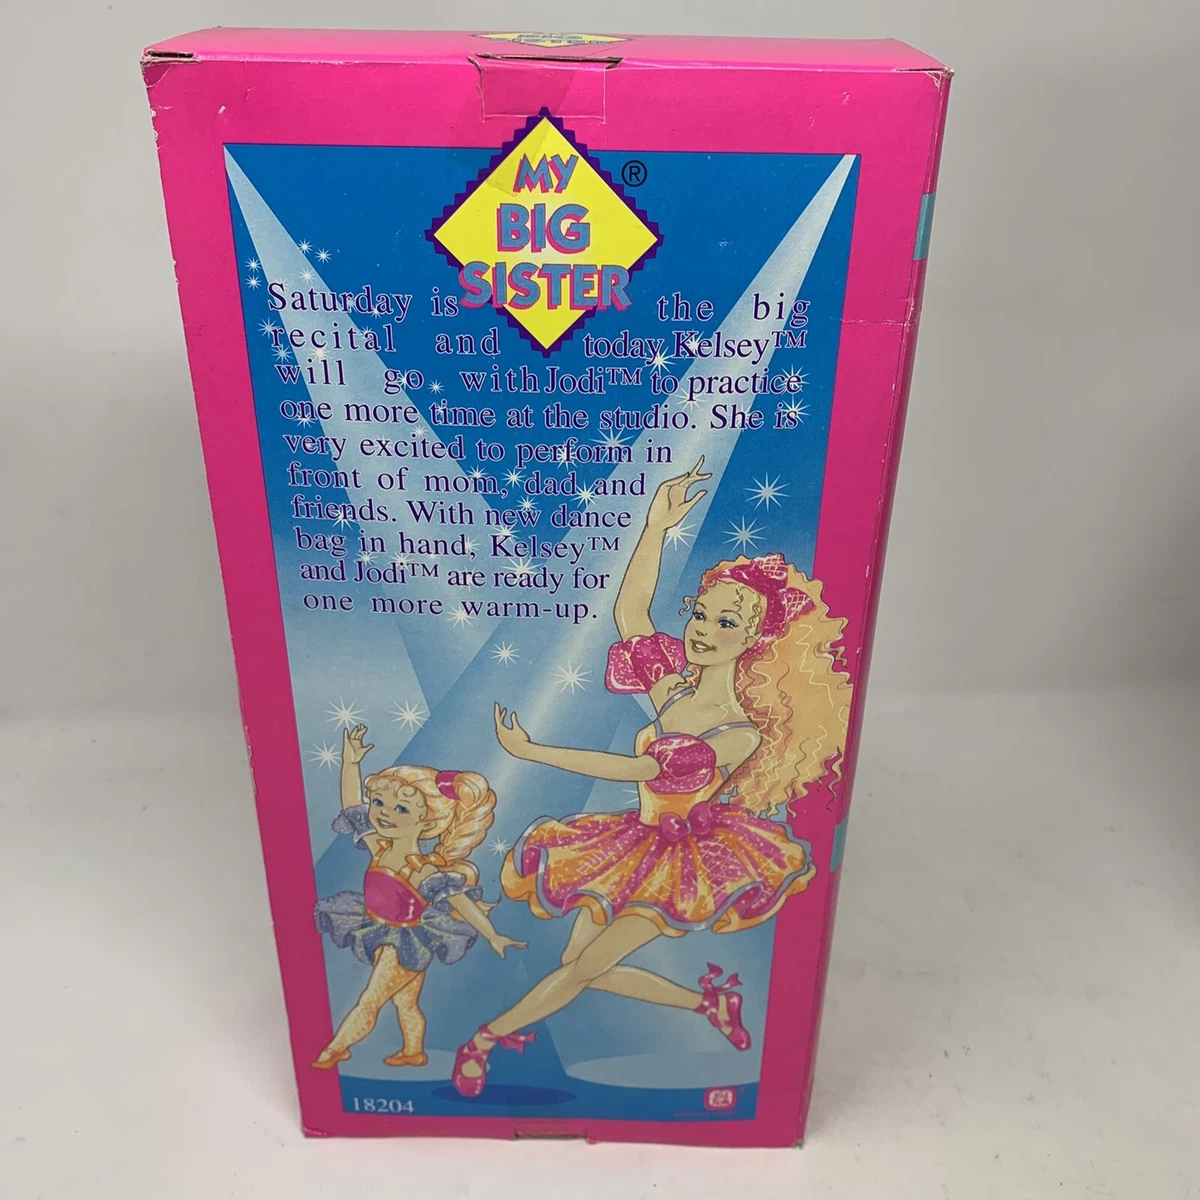 MY
BIG
SISTER
®
Saturday is the big
recital and today Kelsey™
will go with Jodi™ to practice
one more time at the studio. She is
very excited to perform in
front of mom, dad and
friends. With new dance
bag in hand, Kelsey™
and Jodi™ are ready for
one more warm-up.
18204